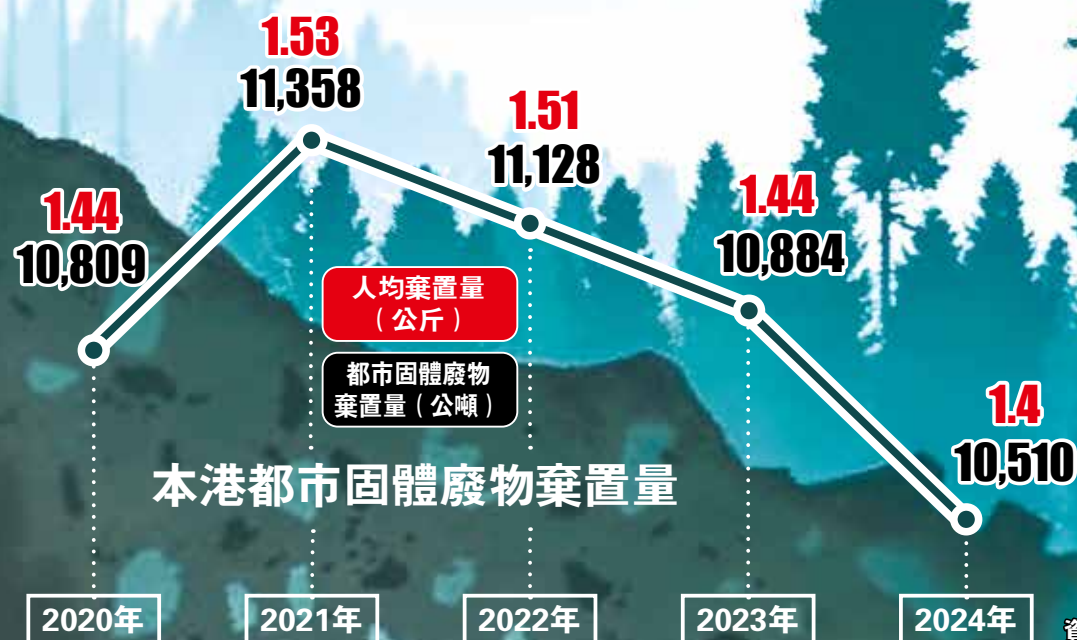 1.53
11,358
1.51
11,128
1.44
10,809
1.44
10,884
人均棄置量
（公斤）
都市固體廢物
棄置量（公噸）
1.4
10,510
本港都市固體廢物棄置量
2020年
2021年
2022年
2023年
2024年